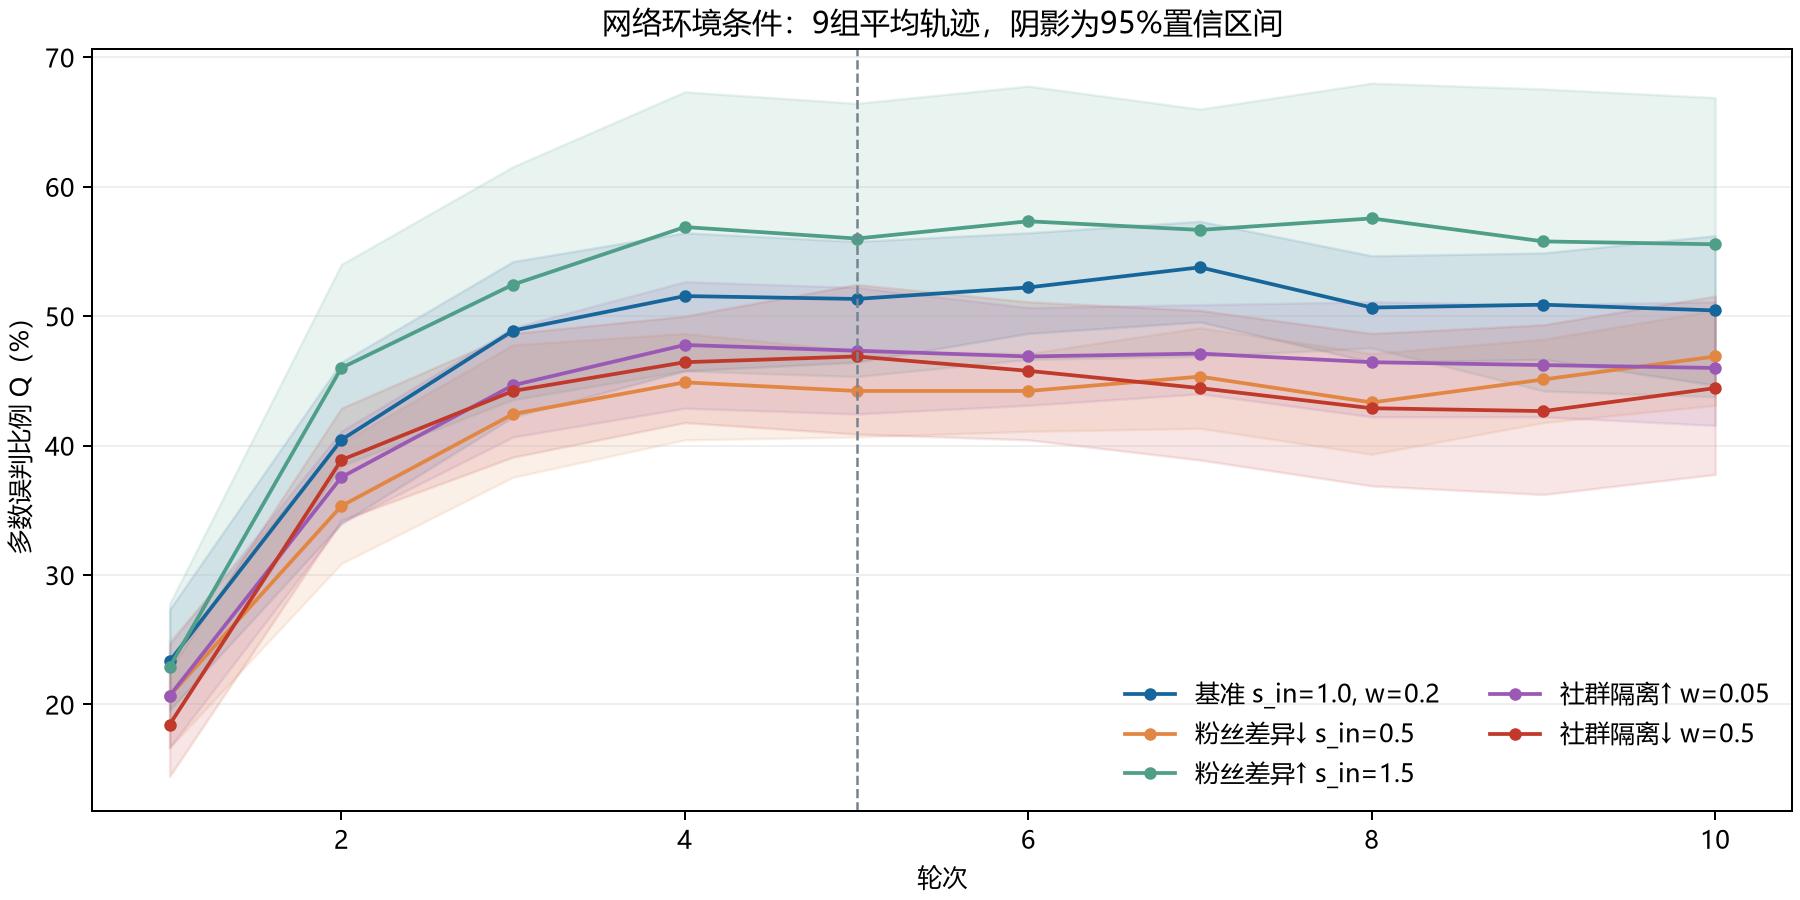 网络环境条件：9组平均轨迹，阴影为95%置信区间
多数误判比例 Q（%）
70
60
50
40
30
20
基准 s_in=1.0, w=0.2
粉丝差异↓ s_in=0.5
粉丝差异↑ s_in=1.5
社群隔离↑ w=0.05
社群隔离↓ w=0.5
2
4
6
8
10
轮次